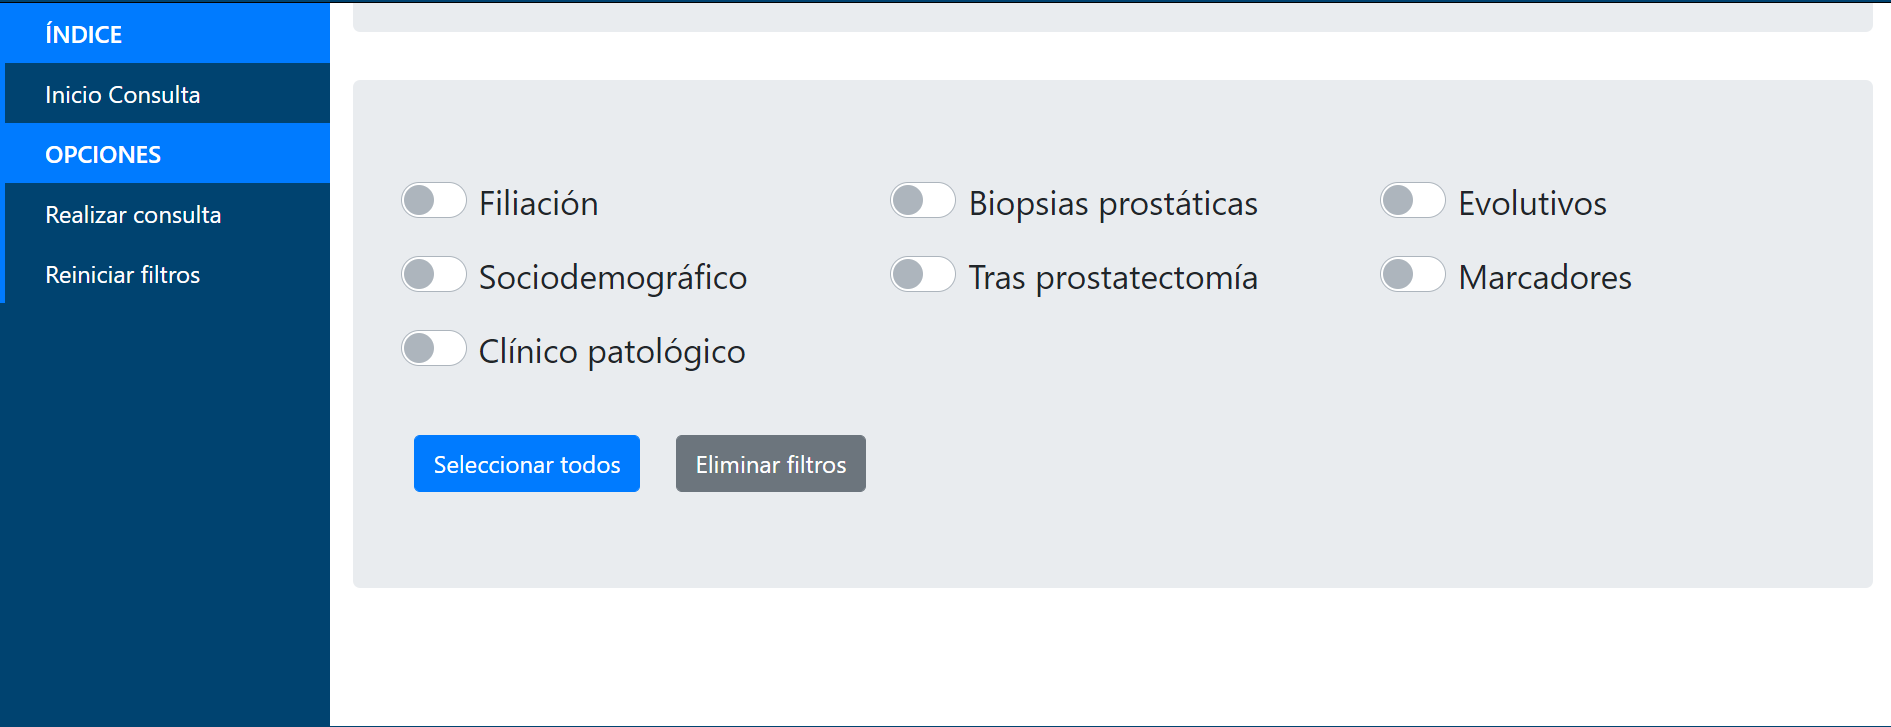 ÍNDICE
Inicio Consulta
OPCIONES
Realizar consulta
Reiniciar filtros
Filiación
Biopsias prostáticas
Evolutivos
Sociodemográfico
Tras prostatectomía
Marcadores
Clínico patológico
Seleccionar todos
Eliminar filtros